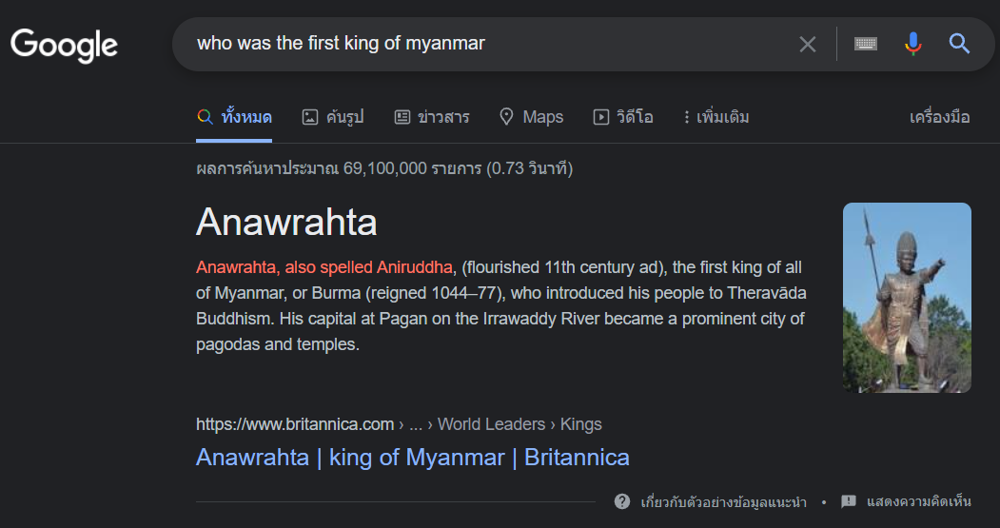 Google
who was the first king of myanmar
ทั้งหมด ค้นรูป ข่าวสาร Maps วิดีโอ เพิ่มเติม เครื่องมือ
ผลการค้นหาประมาณ 69,100,000 รายการ (0.73 วินาที)
Anawrahta
Anawrahta, also spelled Aniruddha, (flourished 11th century ad), the first king of all
of Myanmar, or Burma (reigned 1044–77), who introduced his people to Theravāda
Buddhism. His capital at Pagan on the Irrawaddy River became a prominent city of
pagodas and temples.
https://www.britannica.com › ... › World Leaders › Kings
Anawrahta | king of Myanmar | Britannica
เกี่ยวกับตัวอย่างข้อมูลแนะนำ • แสดงความคิดเห็น